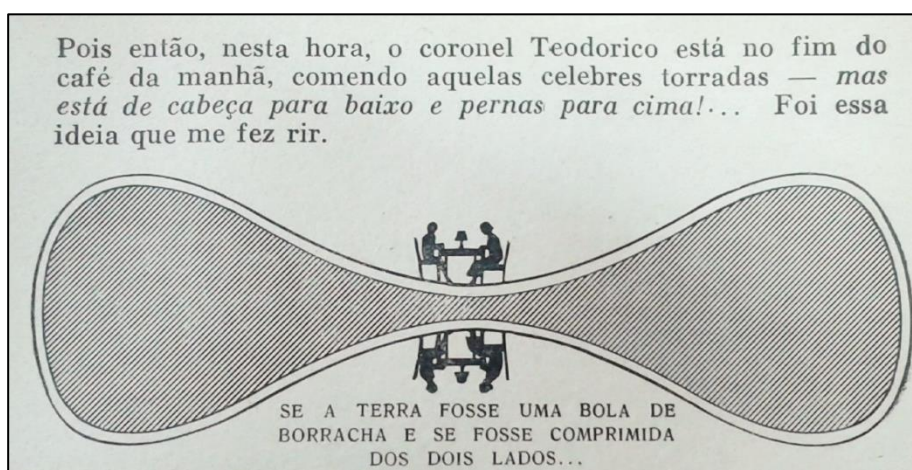 Pois então, nesta hora, o coronel Teodorico está no fim do
café da manhã, comendo aquelas celebres torradas — mas
está de cabeça para baixo e pernas para cima!... Foi essa
ideia que me fez rir.
SE A TERRA FOSSE UMA BOLA DE
BORRACHA E SE FOSSE COMPRIMIDA
DOS DOIS LADOS...